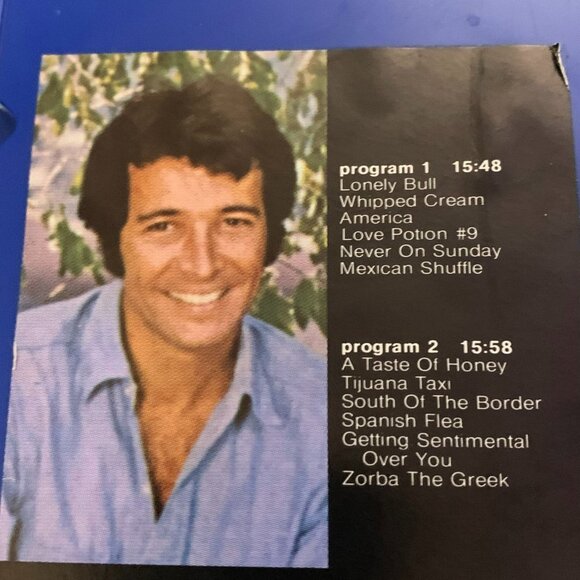 program 1 15:48
Lonely Bull
Whipped Cream
America
Love Potion #9
Never On Sunday
Mexican Shuffle
program 2 15:58
A Taste Of Honey
Tijuana Taxi
South Of The Border
Spanish Flea
Getting Sentimental
Over You
Zorba The Greek